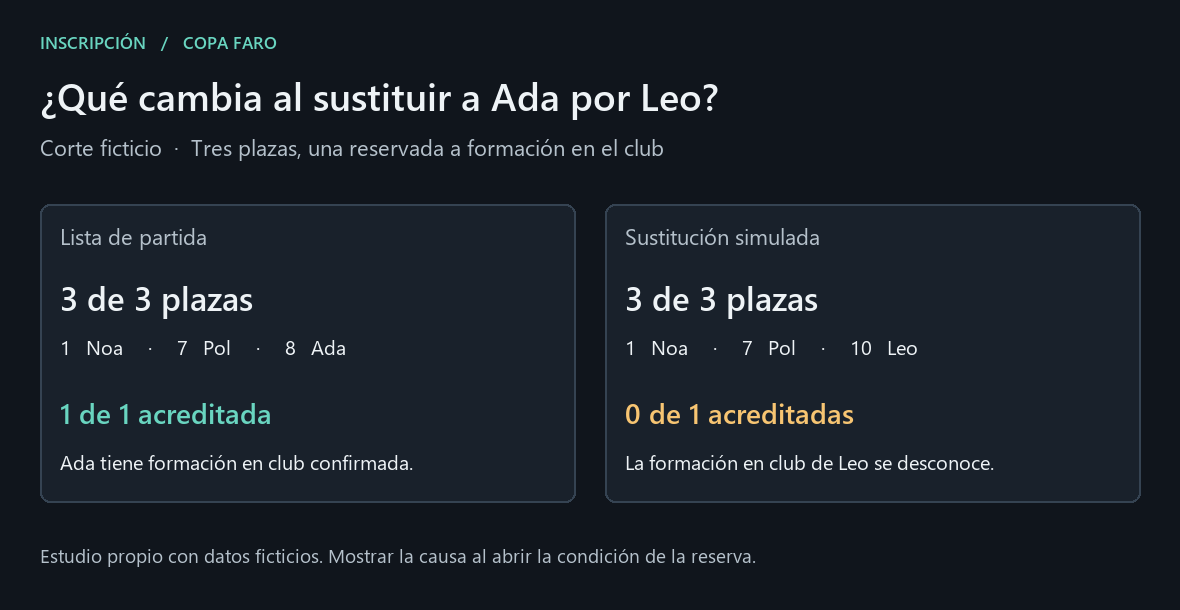 INSCRIPCIÓN / COPA FARO
¿Qué cambia al sustituir a Ada por Leo?
Corte ficticio · Tres plazas, una reservada a formación en el club
Lista de partida
3 de 3 plazas
1 Noa · 7 Pol · 8 Ada
1 de 1 acreditada
Ada tiene formación en club confirmada.
Sustitución simulada
3 de 3 plazas
1 Noa · 7 Pol · 10 Leo
0 de 1 acreditadas
La formación en club de Leo se desconoce.
Estudio propio con datos ficticios. Mostrar la causa al abrir la condición de la reserva.